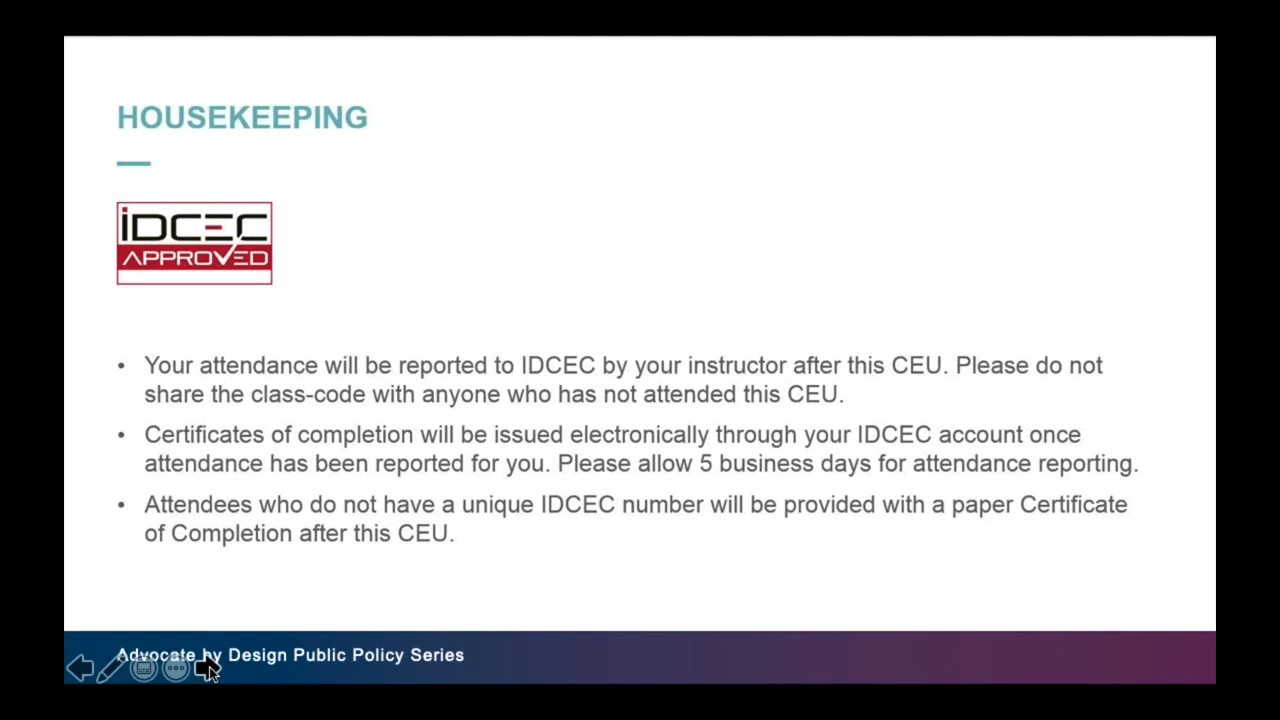 HOUSEKEEPING
iDCEC
APPROVED
• Your attendance will be reported to IDCEC by your instructor after this CEU. Please do not
share the class-code with anyone who has not attended this CEU.
• Certificates of completion will be issued electronically through your IDCEC account once
attendance has been reported for you. Please allow 5 business days for attendance reporting.
• Attendees who do not have a unique IDCEC number will be provided with a paper Certificate
of Completion after this CEU.
Advocate by Design Public Policy Series